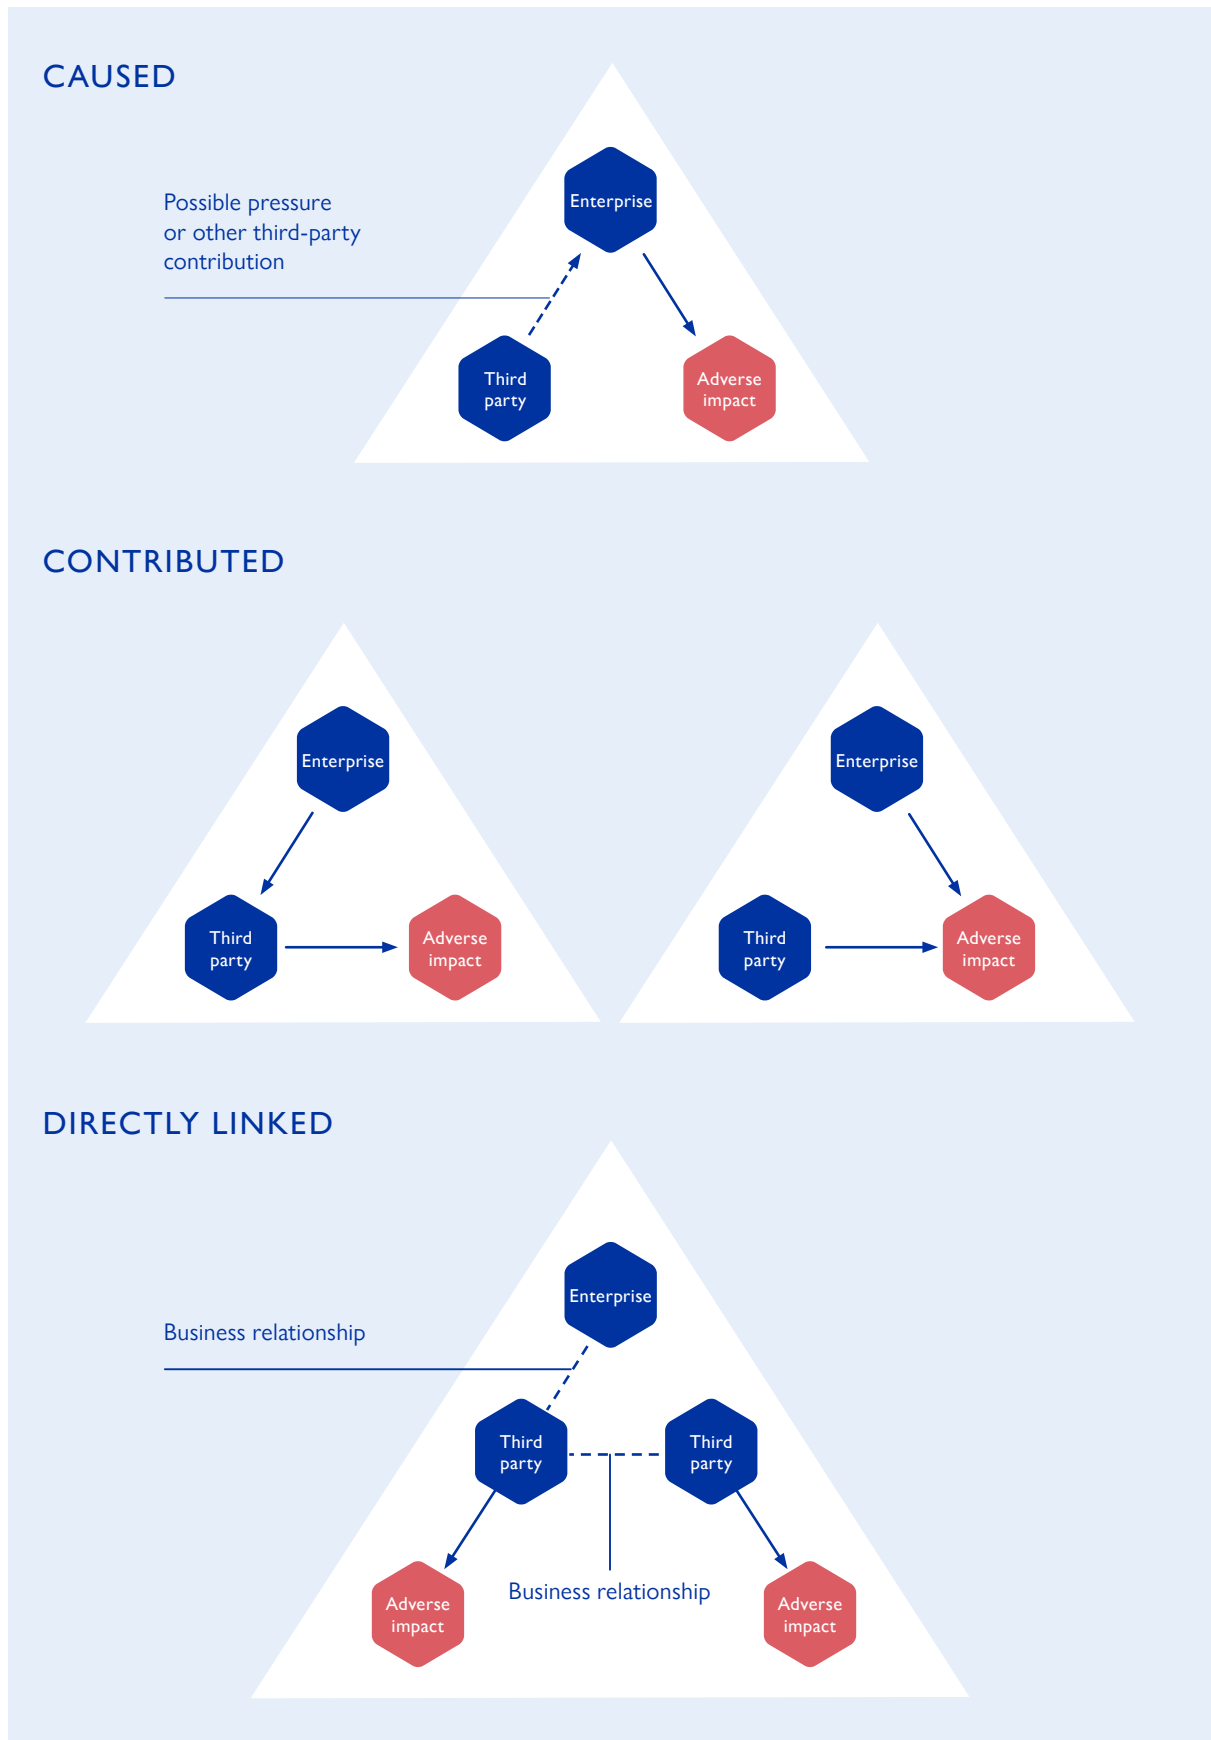 CAUSED
Possible pressure
or other third-party
contribution
Enterprise
Third
party
Adverse
impact
CONTRIBUTED
Enterprise
Third
party
Adverse
impact
Enterprise
Third
party
Adverse
impact
DIRECTLY LINKED
Enterprise
Business relationship
Third
party
Third
party
Business relationship
Adverse
impact
Adverse
impact